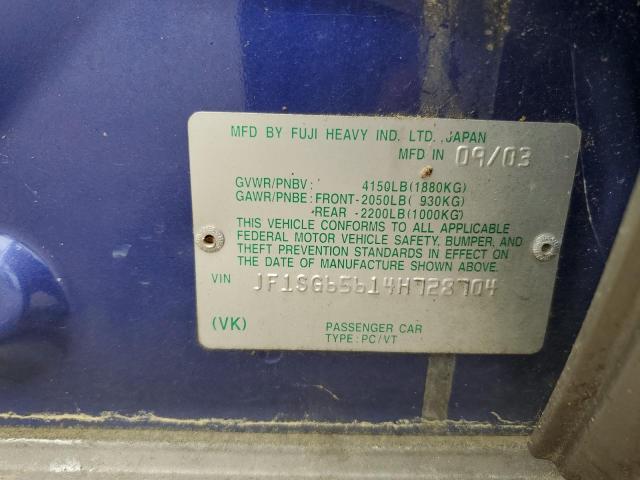 MFD BY FUJI HEAVY IND. LTD., JAPAN
MFD IN 09/03
GVWR/PNBV: 4150LB(1880KG)
GAWR/PNBE: FRONT-2050LB( 930KG)
REAR -2200LB(1000KG)
THIS VEHICLE CONFORMS TO ALL APPLICABLE
FEDERAL MOTOR VEHICLE SAFETY, BUMPER, AND
THEFT PREVENTION STANDARDS IN EFFECT ON
THE DATE OF MANUFACTURE SHOWN ABOVE.
VIN JF1SG65614H728704
(VK) PASSENGER CAR
TYPE: PC/VT